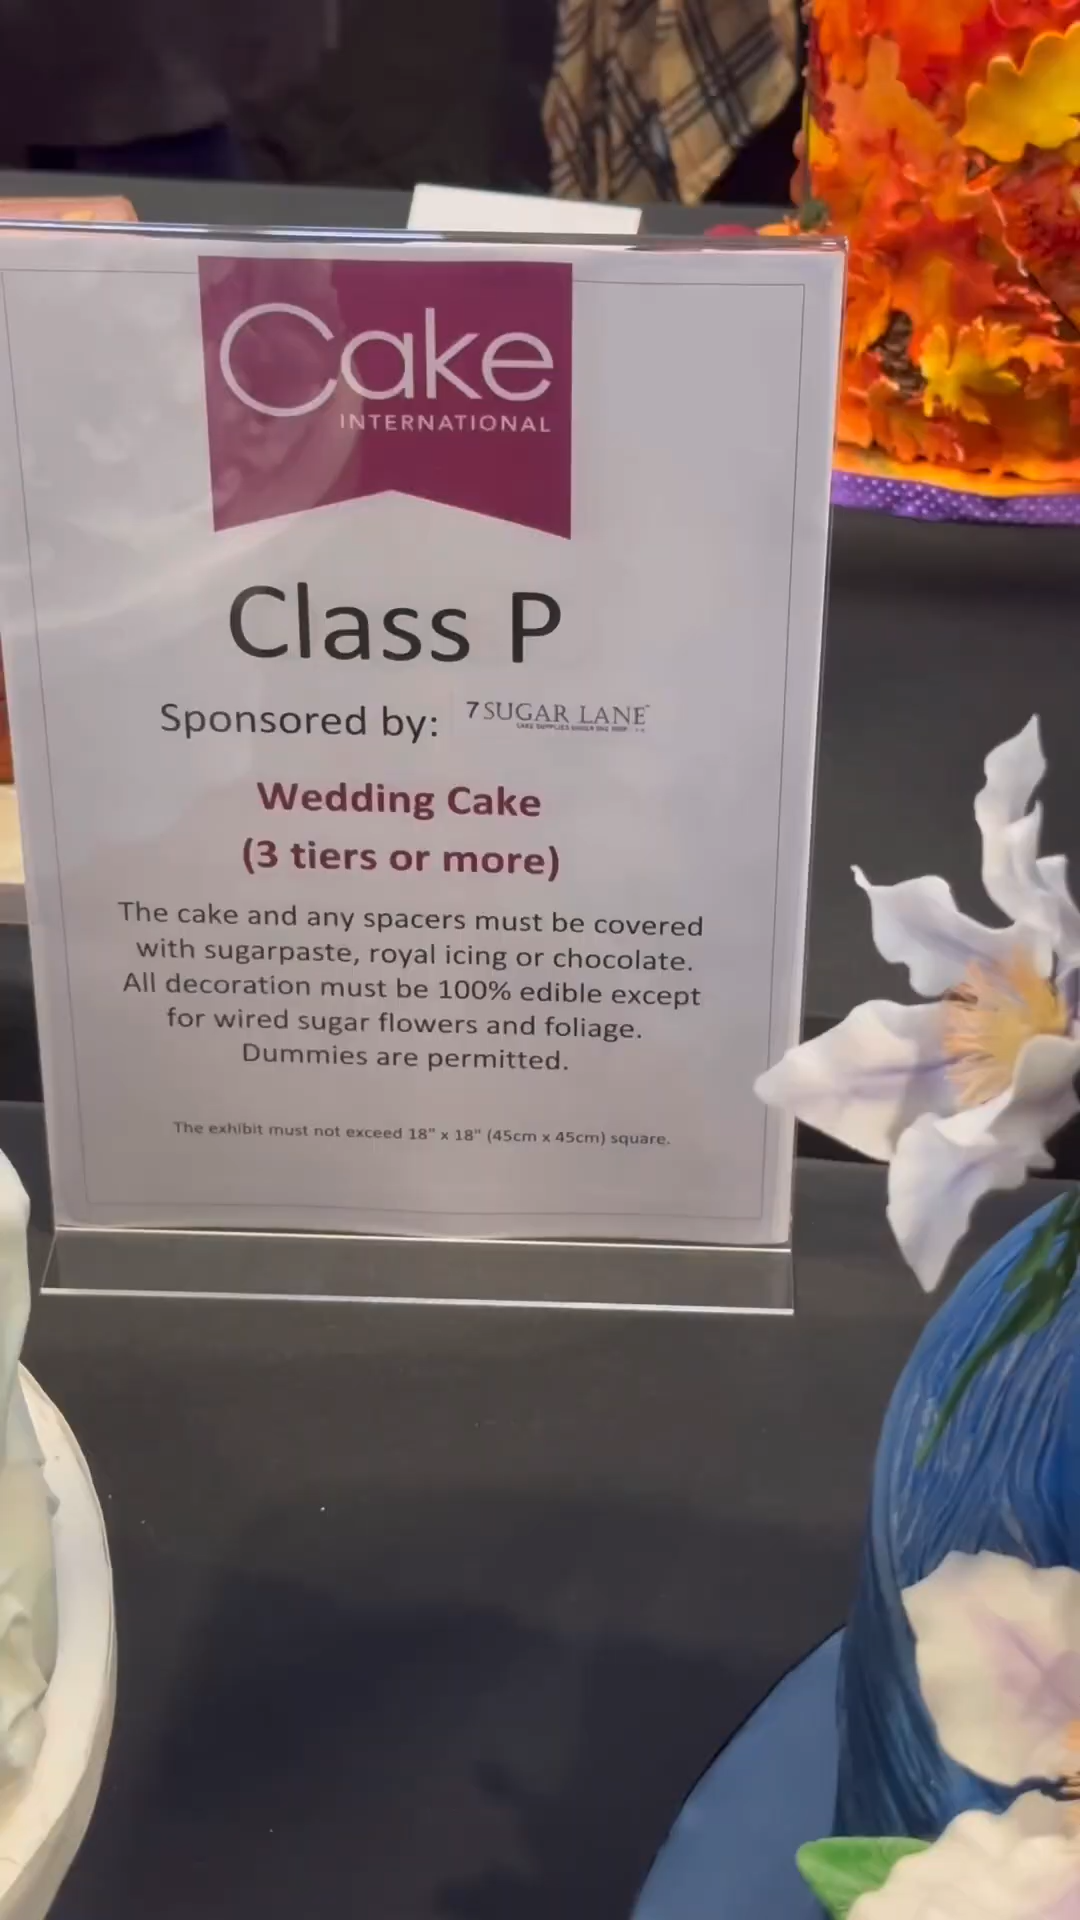 Cake
INTERNATIONAL
Class P
Sponsored by: 7 SUGAR LANE
Wedding Cake
(3 tiers or more)
The cake and any spacers must be covered
with sugarpaste, royal icing or chocolate.
All decoration must be 100% edible except
for wired sugar flowers and foliage.
Dummies are permitted.
The exhibit must not exceed 18" x 18" (45cm x 45cm) square.